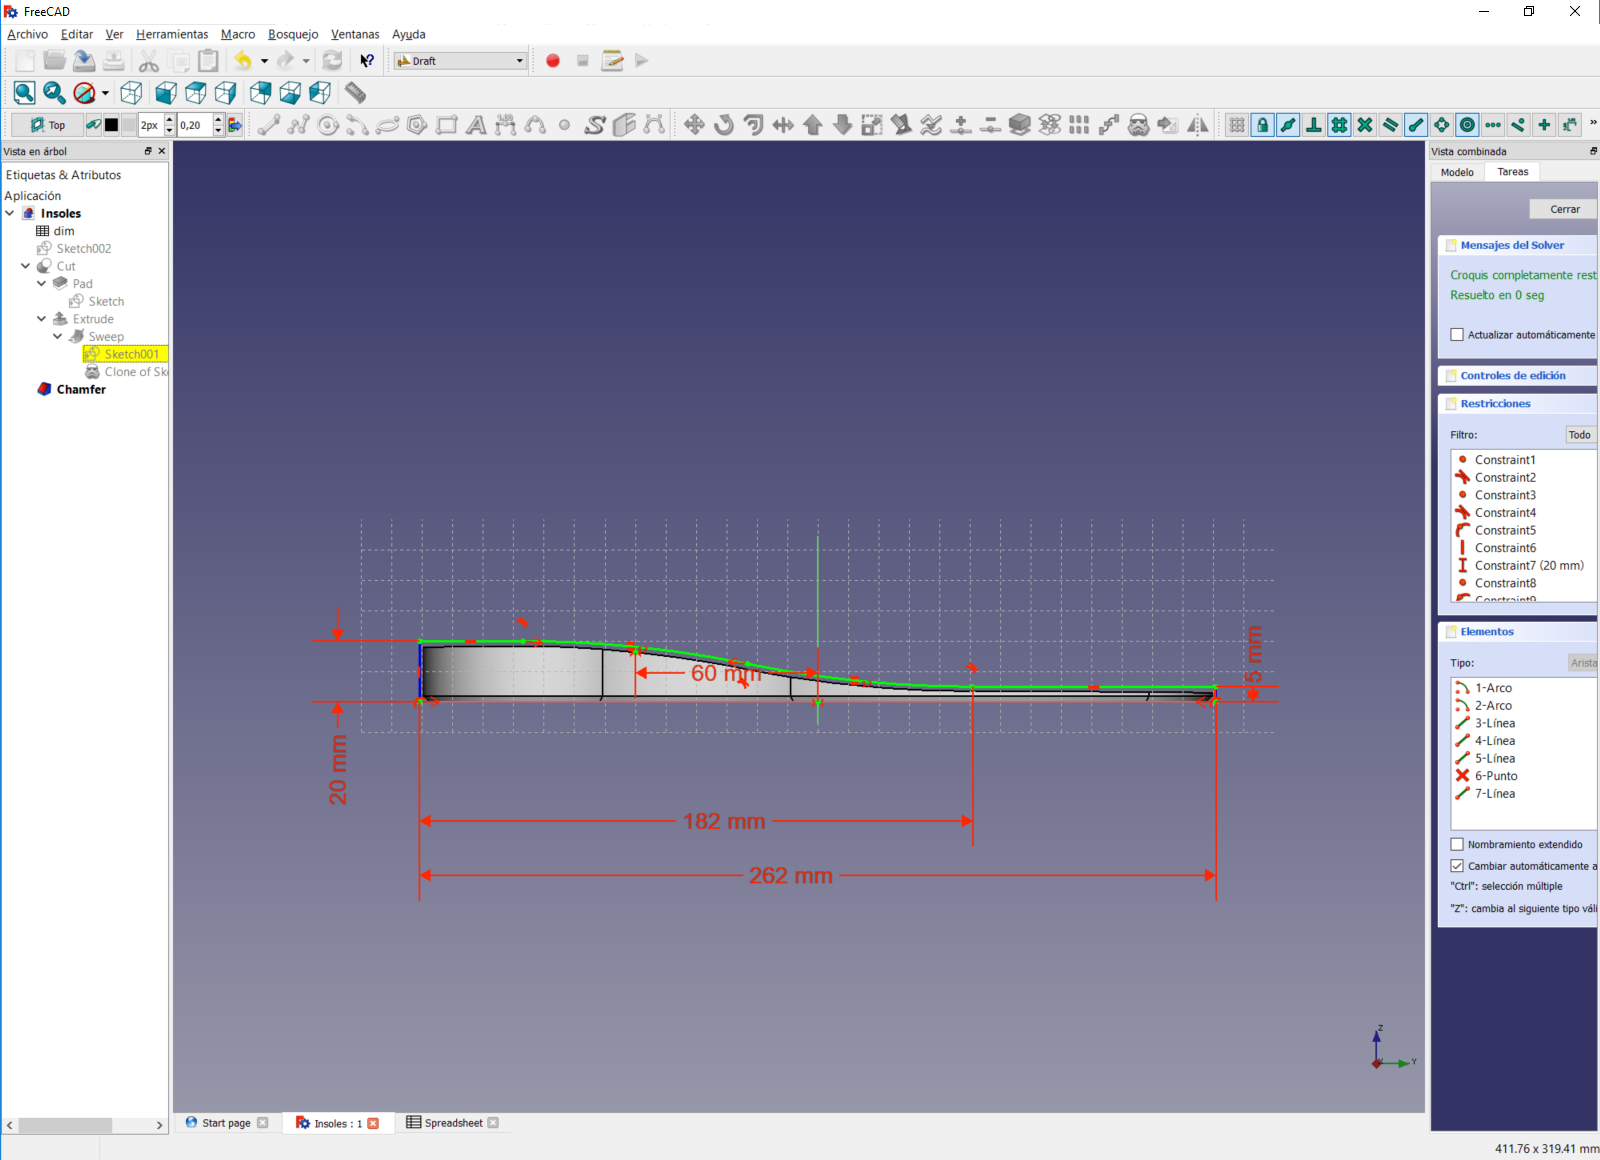 FreeCAD
Archivo Editar Ver Herramientas Macro Bosquejo Ventanas Ayuda
Draft
Top 2px 0,20
Vista en árbol
Etiquetas & Atributos
Aplicación
Insoles
dim
Sketch002
Cut
Pad
Sketch
Extrude
Sweep
Sketch001
Clone of Sk
Chamfer
60 mm
5 mm
20 mm
182 mm
262 mm
Z
Y
Start page
Insoles : 1
Spreadsheet
Vista combinada
Modelo Tareas
Cerrar
Mensajes del Solver
Croquis completamente rest
Resuelto en 0 seg
Actualizar automáticamente
Controles de edición
Restricciones
Filtro: Todo
Constraint1
Constraint2
Constraint3
Constraint4
Constraint5
Constraint6
Constraint7 (20 mm)
Constraint8
Constraint9
Elementos
Tipo: Arista
1-Arco
2-Arco
3-Línea
4-Línea
5-Línea
6-Punto
7-Línea
Nombramiento extendido
Cambiar automáticamente a
"Ctrl": selección múltiple
"Z": cambia al siguiente tipo váli
411.76 x 319.41 mm